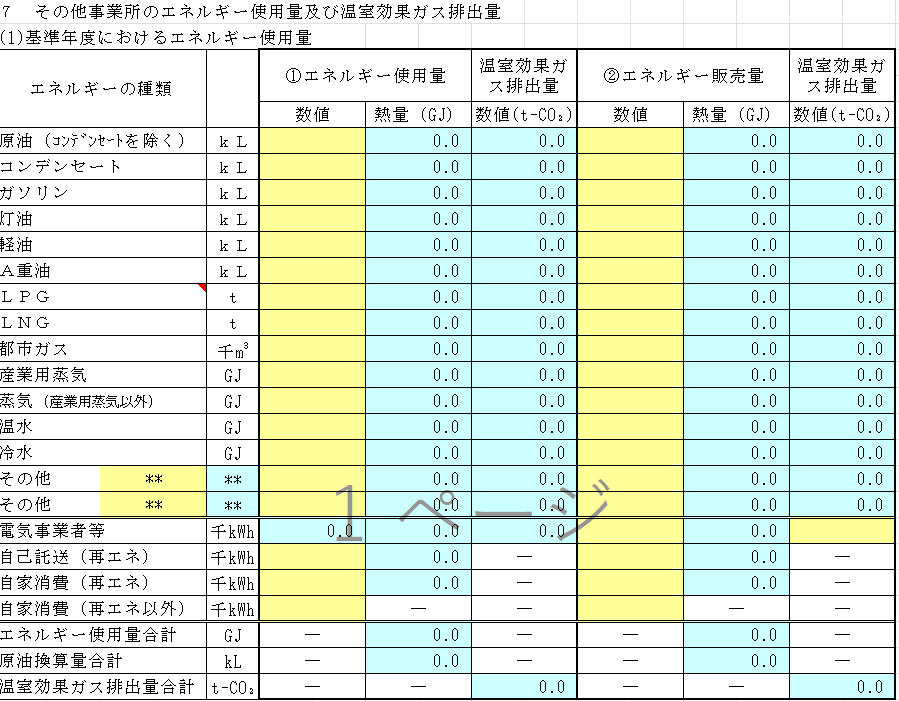 7　その他事業所のエネルギー使用量及び温室効果ガス排出量
(1)基準年度におけるエネルギー使用量
エネルギーの種類 ①エネルギー使用量 温室効果ガス排出量 ②エネルギー販売量 温室効果ガス排出量
数値 熱量（GJ） 数値(t-CO₂) 数値 熱量（GJ） 数値(t-CO₂)
原油（ｺﾝﾃﾞﾝｾｰﾄを除く） ｋＬ 0.0 0.0 0.0 0.0
コンデンセート ｋＬ 0.0 0.0 0.0 0.0
ガソリン ｋＬ 0.0 0.0 0.0 0.0
灯油 ｋＬ 0.0 0.0 0.0 0.0
軽油 ｋＬ 0.0 0.0 0.0 0.0
Ａ重油 ｋＬ 0.0 0.0 0.0 0.0
ＬＰＧ ｔ 0.0 0.0 0.0 0.0
ＬＮＧ ｔ 0.0 0.0 0.0 0.0
都市ガス 千m³ 0.0 0.0 0.0 0.0
産業用蒸気 GJ 0.0 0.0 0.0 0.0
蒸気（産業用蒸気以外） GJ 0.0 0.0 0.0 0.0
温水 GJ 0.0 0.0 0.0 0.0
冷水 GJ 0.0 0.0 0.0 0.0
その他 ** ** 0.0 0.0 0.0 0.0
その他 ** ** 0.0 0.0 0.0 0.0
1 ページ
電気事業者等 千kWh 0.0 0.0 0.0 0.0
自己託送（再エネ） 千kWh 0.0 ― 0.0 ―
自家消費（再エネ） 千kWh 0.0 ― 0.0 ―
自家消費（再エネ以外） 千kWh ― ― ― ―
エネルギー使用量合計 GJ ― 0.0 ― ― 0.0 ―
原油換算量合計 kL ― 0.0 ― ― 0.0 ―
温室効果ガス排出量合計 t-CO₂ ― ― 0.0 ― ― 0.0